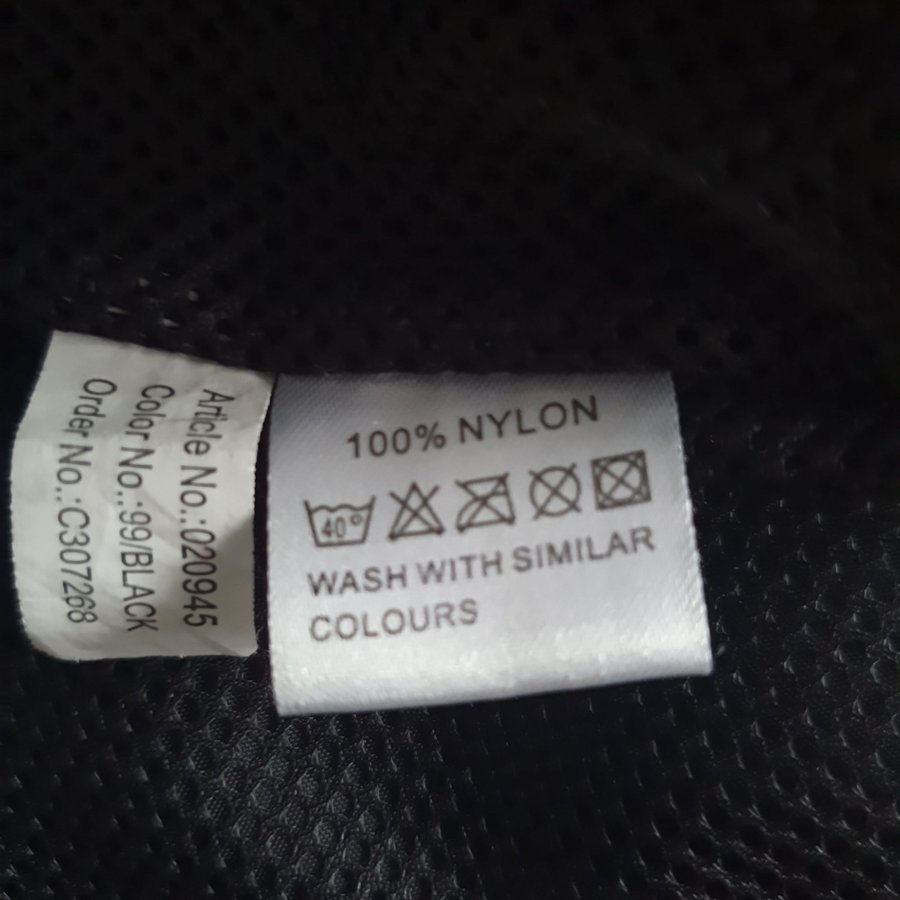 Article No.:020945
Color No.:99/BLACK
Order No.:C307268
100% NYLON
40°
WASH WITH SIMILAR
COLOURS